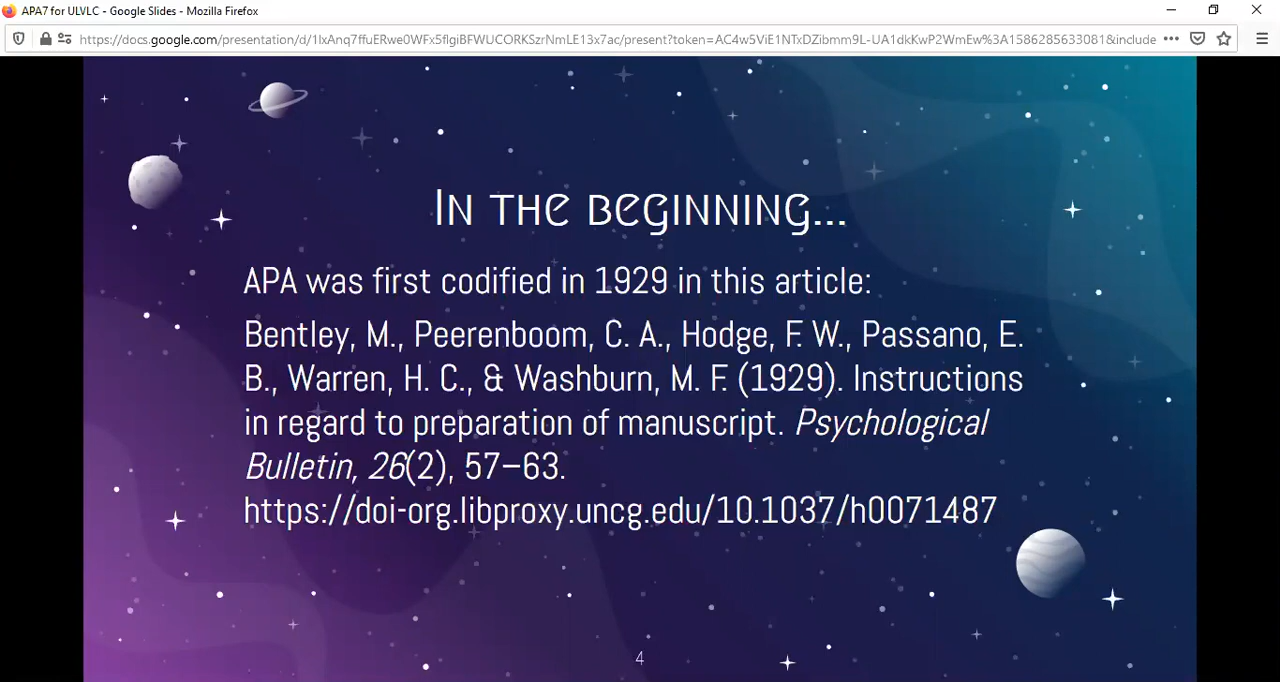 APA7 for ULVLC - Google Slides - Mozilla Firefox
https://docs.google.com/presentation/d/1IxAnq7ffuERwe0WFx5flgiBFWUCORKSzrNmLE13x7ac/present?token=AC4w5ViE1NTxDZibmm9L-UA1dkKwP2WmEw%3A1586285633081&include
In the beginning...
APA was first codified in 1929 in this article:
Bentley, M., Peerenboom, C. A., Hodge, F. W., Passano, E.
B., Warren, H. C., & Washburn, M. F. (1929). Instructions
in regard to preparation of manuscript. Psychological
Bulletin, 26(2), 57–63.
https://doi-org.libproxy.uncg.edu/10.1037/h0071487
4